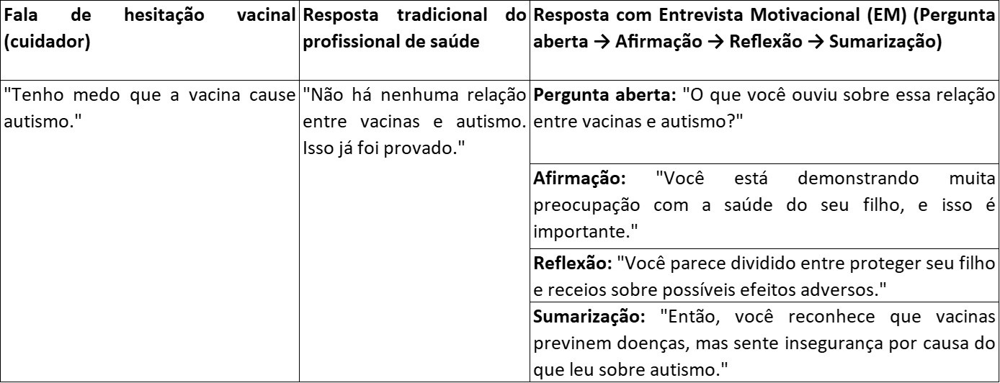 Fala de hesitação vacinal
(cuidador)
Resposta tradicional do
profissional de saúde
Resposta com Entrevista Motivacional (EM) (Pergunta
aberta → Afirmação → Reflexão → Sumarização)
"Tenho medo que a vacina cause
autismo."
"Não há nenhuma relação
entre vacinas e autismo.
Isso já foi provado."
Pergunta aberta: "O que você ouviu sobre essa relação
entre vacinas e autismo?"
Afirmação: "Você está demonstrando muita
preocupação com a saúde do seu filho, e isso é
importante."
Reflexão: "Você parece dividido entre proteger seu filho
e receios sobre possíveis efeitos adversos."
Sumarização: "Então, você reconhece que vacinas
previnem doenças, mas sente insegurança por causa do
que leu sobre autismo."